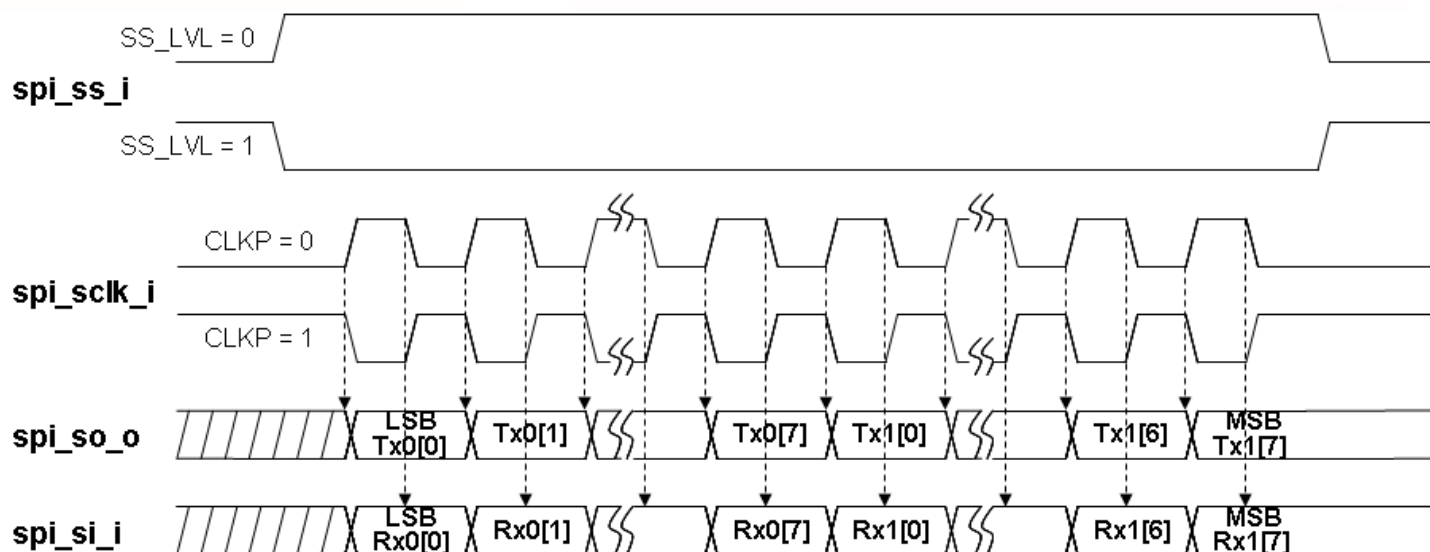 SS_LVL = 0
spi_ss_i
SS_LVL = 1
CLKP = 0
spi_sclk_i
CLKP = 1
spi_so_o
LSB
Tx0[0]
Tx0[1]
Tx0[7]
Tx1[0]
Tx1[6]
MSB
Tx1[7]
spi_si_i
LSB
Rx0[0]
Rx0[1]
Rx0[7]
Rx1[0]
Rx1[6]
MSB
Rx1[7]